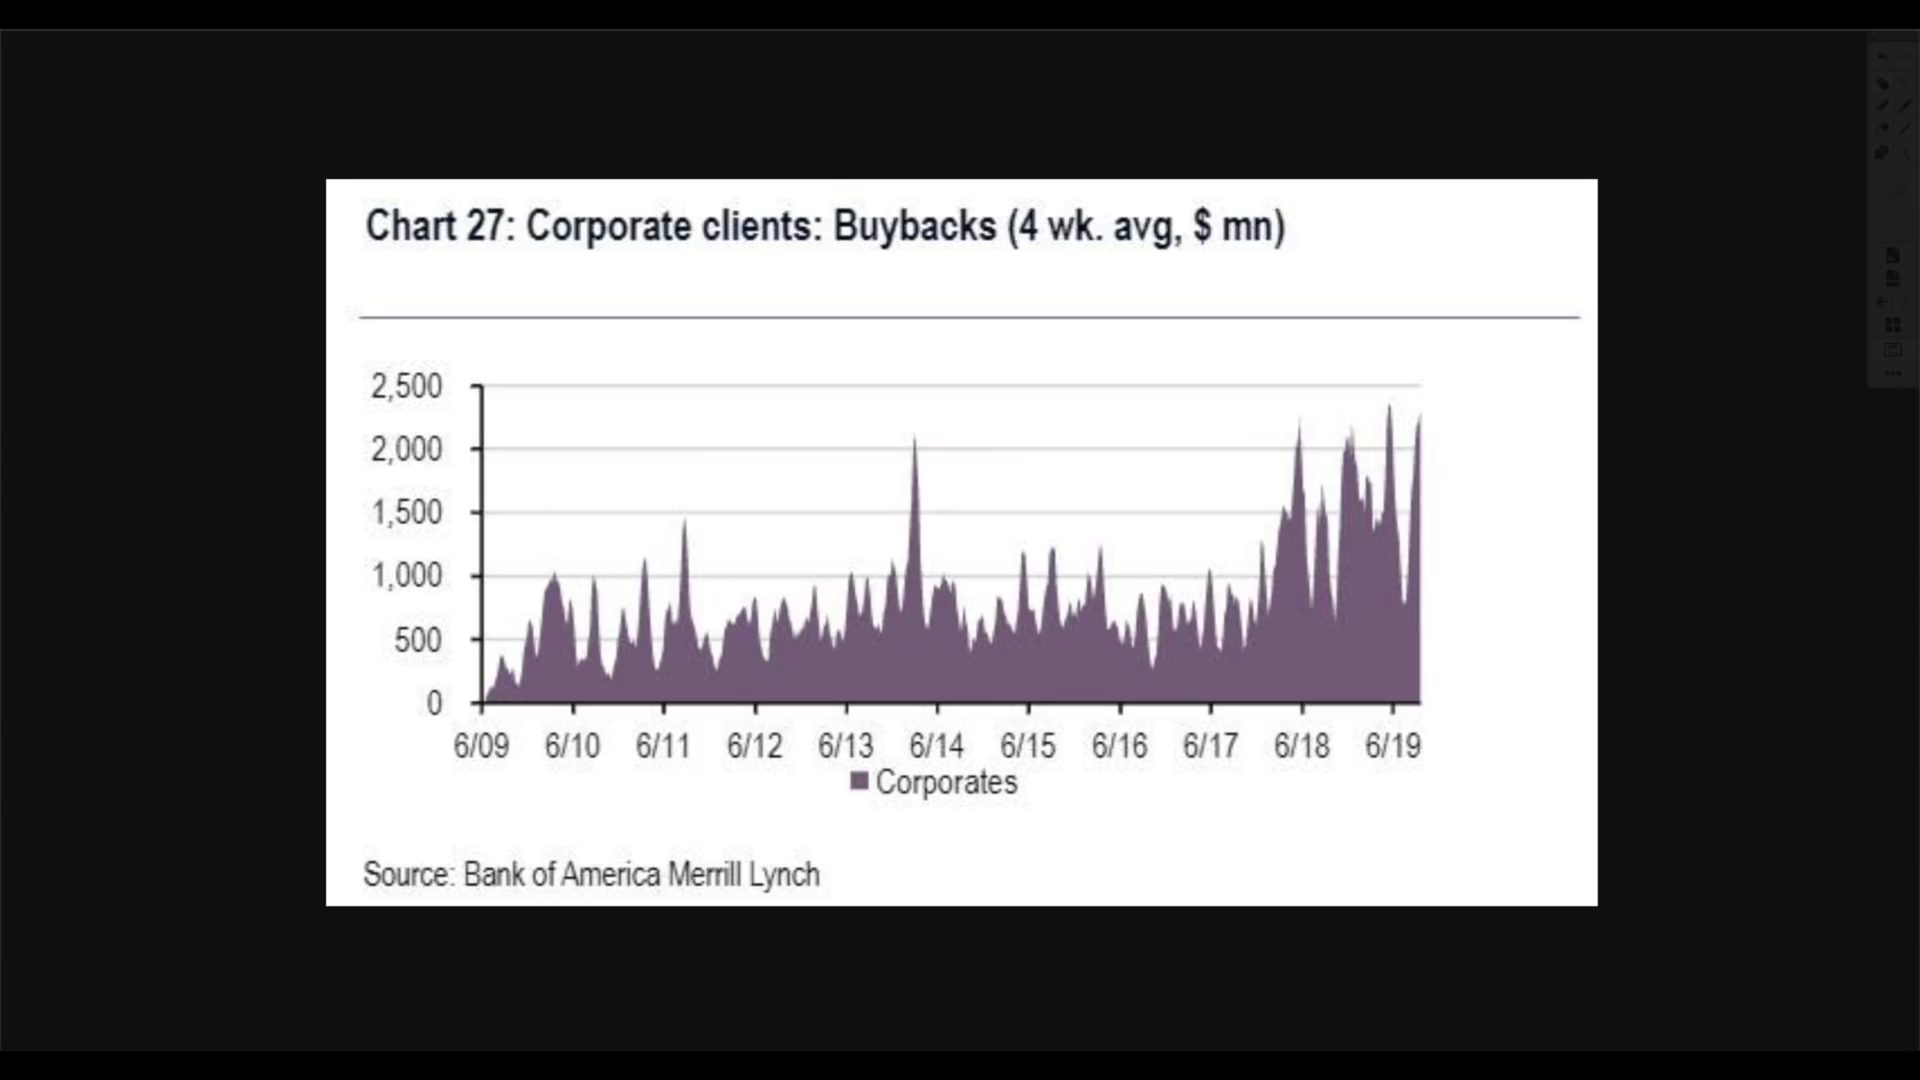 Chart 27: Corporate clients: Buybacks (4 wk. avg, $ mn)
2,500
2,000
1,500
1,000
500
0
6/09 6/10 6/11 6/12 6/13 6/14 6/15 6/16 6/17 6/18 6/19
Corporates
Source: Bank of America Merrill Lynch